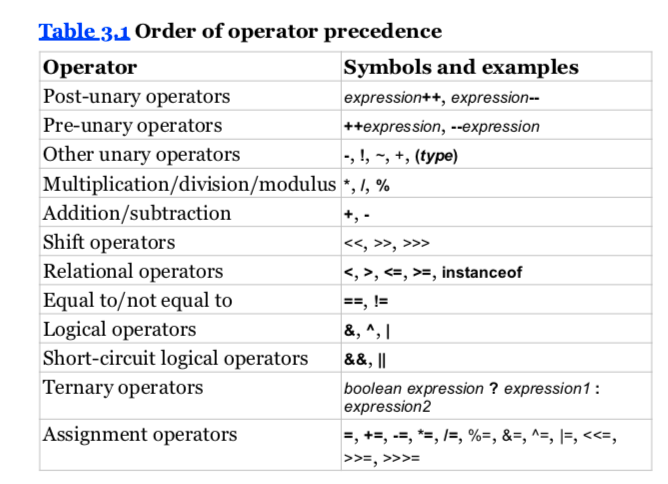 Table 3.1 Order of operator precedence
Operator Symbols and examples
Post-unary operators expression++, expression--
Pre-unary operators ++expression, --expression
Other unary operators -, !, ~, +, (type)
Multiplication/division/modulus *, /, %
Addition/subtraction +, -
Shift operators <<, >>, >>>
Relational operators <, >, <=, >=, instanceof
Equal to/not equal to ==, !=
Logical operators &, ^, |
Short-circuit logical operators &&, ||
Ternary operators boolean expression ? expression1 :
expression2
Assignment operators =, +=, -=, *=, /=, %=, &=, ^=, |=, <<=,
>>=, >>>=